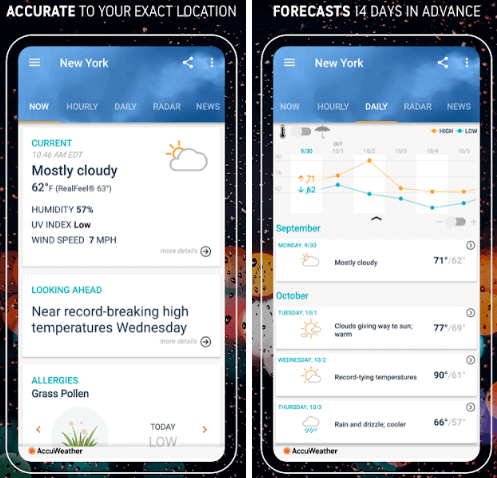 ACCURATE TO YOUR EXACT LOCATION
New York
NOW HOURLY DAILY RADAR NEWS
CURRENT
10:46 AM EDT
Mostly cloudy
62°F (RealFeel® 63°)
HUMIDITY 57%
UV INDEX Low
WIND SPEED 7 MPH
more details
LOOKING AHEAD
Near record-breaking high
temperatures Wednesday
more details
ALLERGIES
Grass Pollen
TODAY
LOW
AccuWeather
FORECASTS 14 DAYS IN ADVANCE
New York
NOW HOURLY DAILY RADAR NEWS
HIGH LOW
OCT
9/30 10/1 10/2 10/3 10/4 10/5
90
71
62
60
September
MONDAY, 9/30
Mostly cloudy
71°/62°
October
TUESDAY, 10/1
Clouds giving way to sun;
warm
77°/69°
WEDNESDAY, 10/2
Record-tying temperatures
90°/61°
THURSDAY, 10/3
Rain and drizzle; cooler
66°/57°
AccuWeather